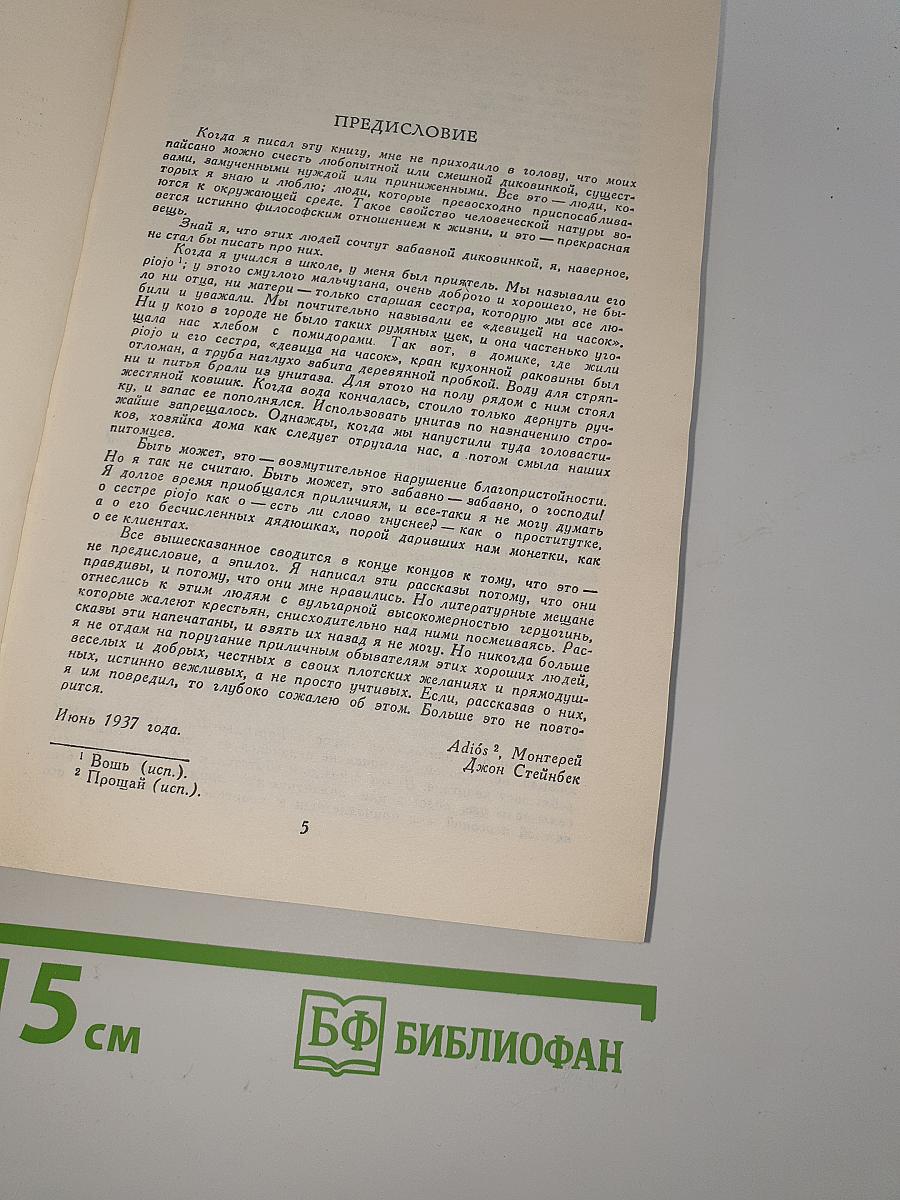 ПРЕДИСЛОВИЕ
Когда я писал эту книгу, мне не приходило в голову, что моих
пайсано можно счесть любопытной или смешной диковинкой, сущест-
вами, замученными нуждой или приниженными. Все это — люди, ко-
торых я знаю и люблю; люди, которые превосходно приспосаблива-
ются к окружающей среде. Такое свойство человеческой натуры зо-
вется истинно философским отношением к жизни, и это — прекрасная
вещь.
Знай я, что этих людей сочтут забавной диковинкой, я, наверное,
не стал бы писать про них.
Когда я учился в школе, у меня был приятель. Мы называли его
piojo ¹; у этого смуглого мальчугана, очень доброго и хорошего, не бы-
ло ни отца, ни матери — только старшая сестра, которую мы все лю-
били и уважали. Мы почтительно называли ее «девицей на часок».
Ни у кого в городе не было таких румяных щек, и она частенько уго-
щала нас хлебом с помидорами. Так вот, в домике, где жили
piojo и его сестра, «девица на часок», кран кухонной раковины был
отломан, а труба наглухо забита деревянной пробкой. Воду для стряп-
ни и питья брали из унитаза. Для этого на полу рядом с ним стоял
жестяной ковшик. Когда вода кончалась, стоило только дернуть руч-
ку, и запас ее пополнялся. Использовать унитаз по назначению стро-
жайше запрещалось. Однажды, когда мы напустили туда головасти-
ков, хозяйка дома как следует отругала нас, а потом смыла наших
питомцев.
Быть может, это — возмутительное нарушение благопристойности.
Но я так не считаю. Быть может, это забавно — забавно, о господи!
Я долгое время приобщался приличиям, и все-таки я не могу думать
о сестре piojo как о — есть ли слово гнуснее? — как о проститутке,
а о его бесчисленных дядюшках, порой даривших нам монетки, как
о ее клиентах.
Все вышесказанное сводится в конце концов к тому, что это —
не предисловие, а эпилог. Я написал эти рассказы потому, что они
правдивы, и потому, что они мне нравились. Но литературные мещане
отнеслись к этим людям с вульгарной высокомерностью герцогинь,
которые жалеют крестьян, снисходительно над ними посмеиваясь. Рас-
сказы эти напечатаны, и взять их назад я не могу. Но никогда больше
я не отдам на поругание приличным обывателям этих хороших людей,
веселых и добрых, честных в своих плотских желаниях и прямодуш-
ных, истинно вежливых, а не просто учтивых. Если, рассказав о них,
я им повредил, то глубоко сожалею об этом. Больше это не повто-
рится.
Июнь 1937 года.
Adiós ², Монтерей
Джон Стейнбек
¹ Вошь (исп.).
² Прощай (исп.).
5
15 см
БФ БИБЛИОФАН